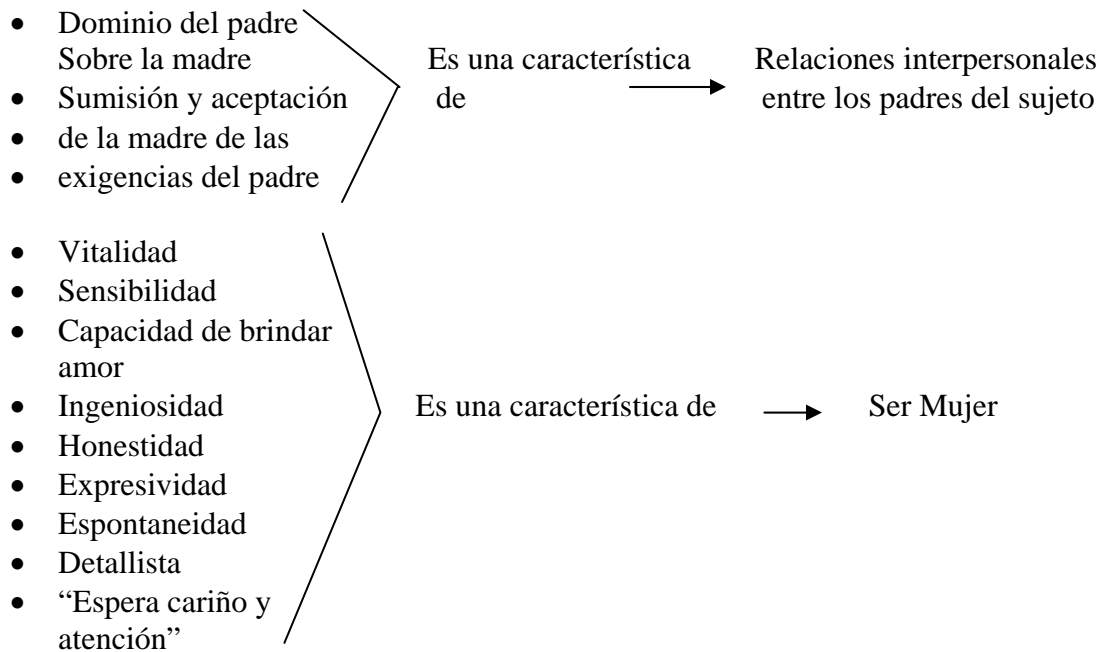 • Dominio del padre
Sobre la madre
• Sumisión y aceptación
• de la madre de las
• exigencias del padre
Es una característica
de
Relaciones interpersonales
entre los padres del sujeto
• Vitalidad
• Sensibilidad
• Capacidad de brindar
amor
• Ingeniosidad
• Honestidad
• Expresividad
• Espontaneidad
• Detallista
• “Espera cariño y
atención”
Es una característica de
Ser Mujer